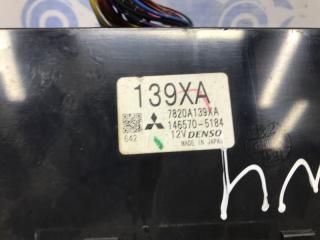 139XA
7820A139XA
146570-5184
642
12V DENSO
MADE IN JAPAN